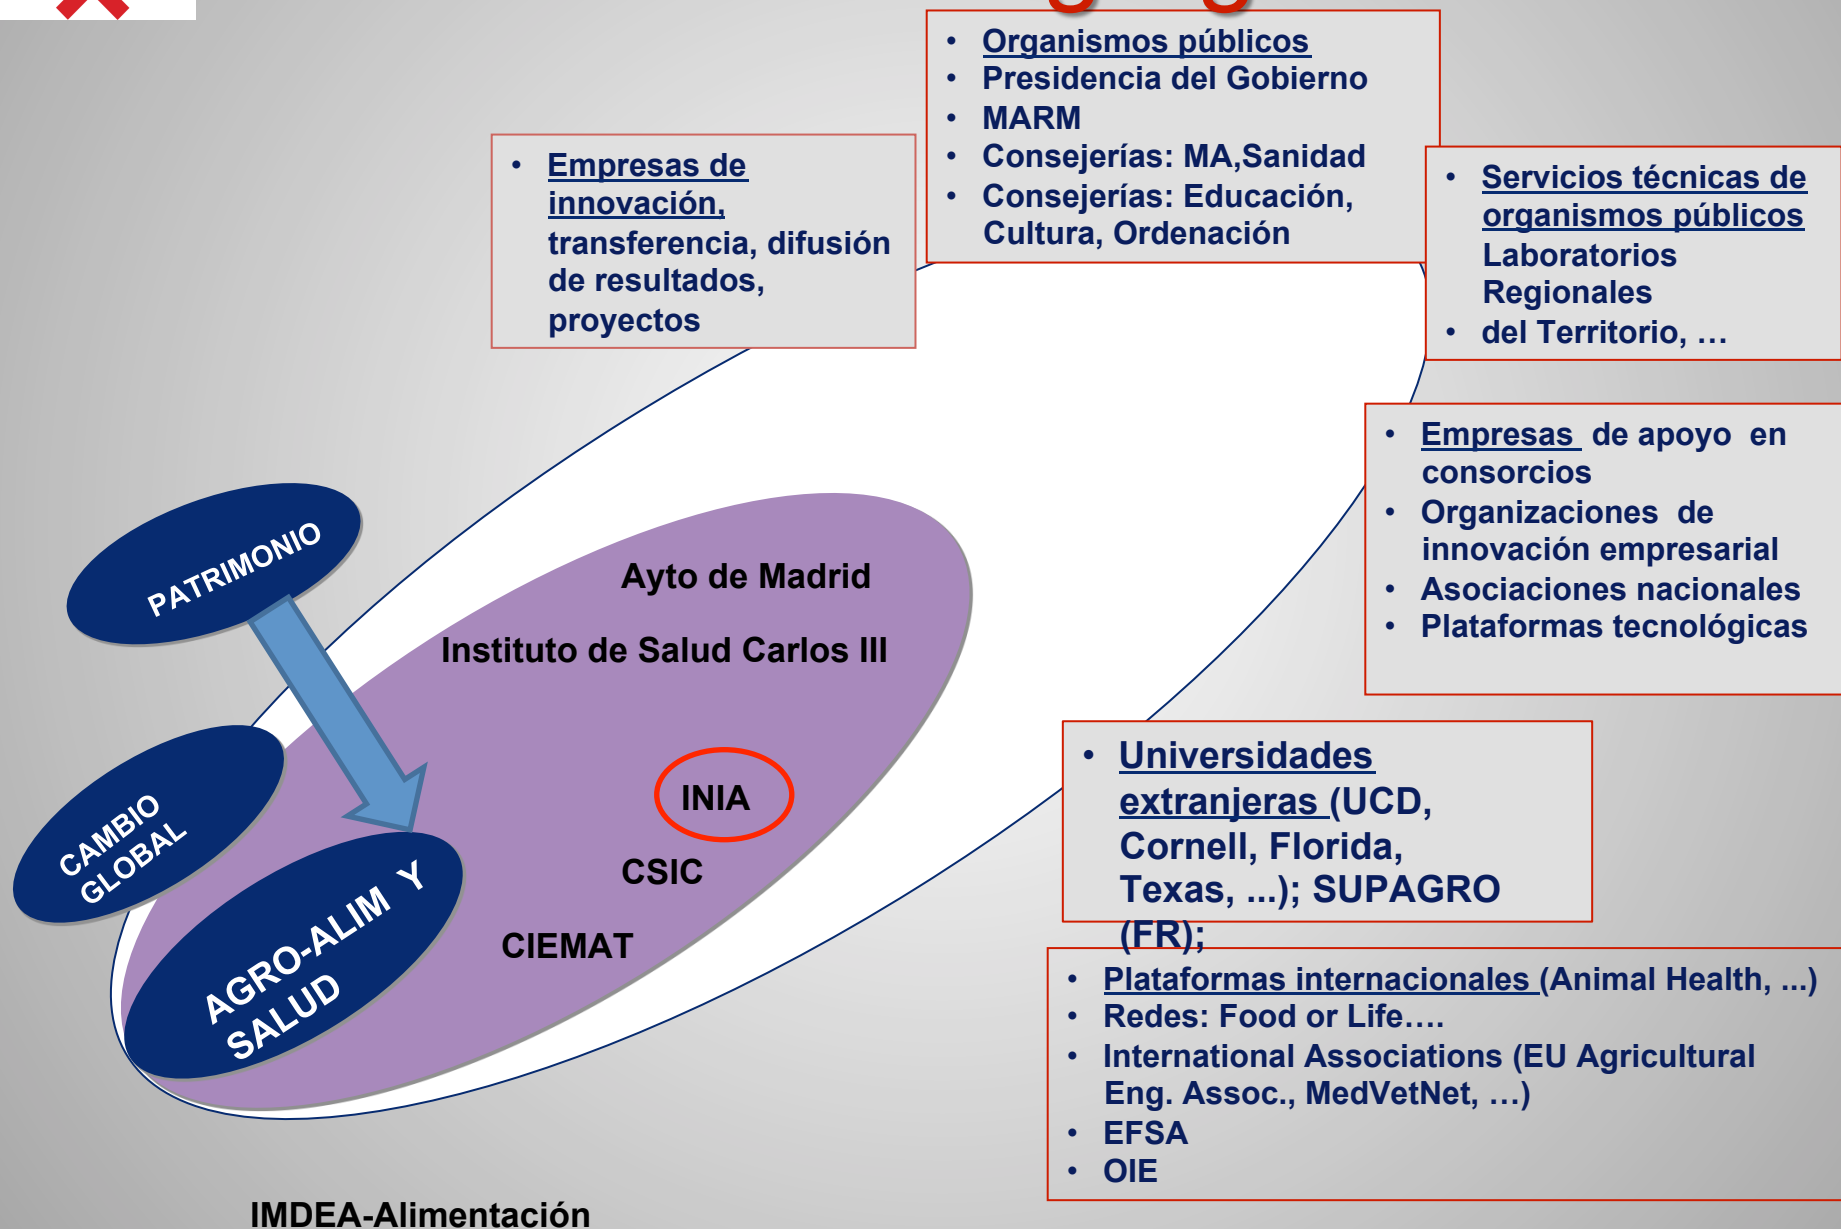 • Organismos públicos
• Presidencia del Gobierno
• MARM
• Consejerías: MA,Sanidad
• Consejerías: Educación,
Cultura, Ordenación
• Empresas de
innovación,
transferencia, difusión
de resultados,
proyectos
• Servicios técnicas de
organismos públicos
Laboratorios
Regionales
• del Territorio, …
• Empresas de apoyo en
consorcios
• Organizaciones de
innovación empresarial
• Asociaciones nacionales
• Plataformas tecnológicas
PATRIMONIO
Ayto de Madrid
Instituto de Salud Carlos III
INIA
CSIC
CIEMAT
CAMBIO
GLOBAL
AGRO-ALIM Y
SALUD
• Universidades
extranjeras (UCD,
Cornell, Florida,
Texas, ...); SUPAGRO
(FR);
• Plataformas internacionales (Animal Health, ...)
• Redes: Food or Life….
• International Associations (EU Agricultural
Eng. Assoc., MedVetNet, …)
• EFSA
• OIE
IMDEA-Alimentación